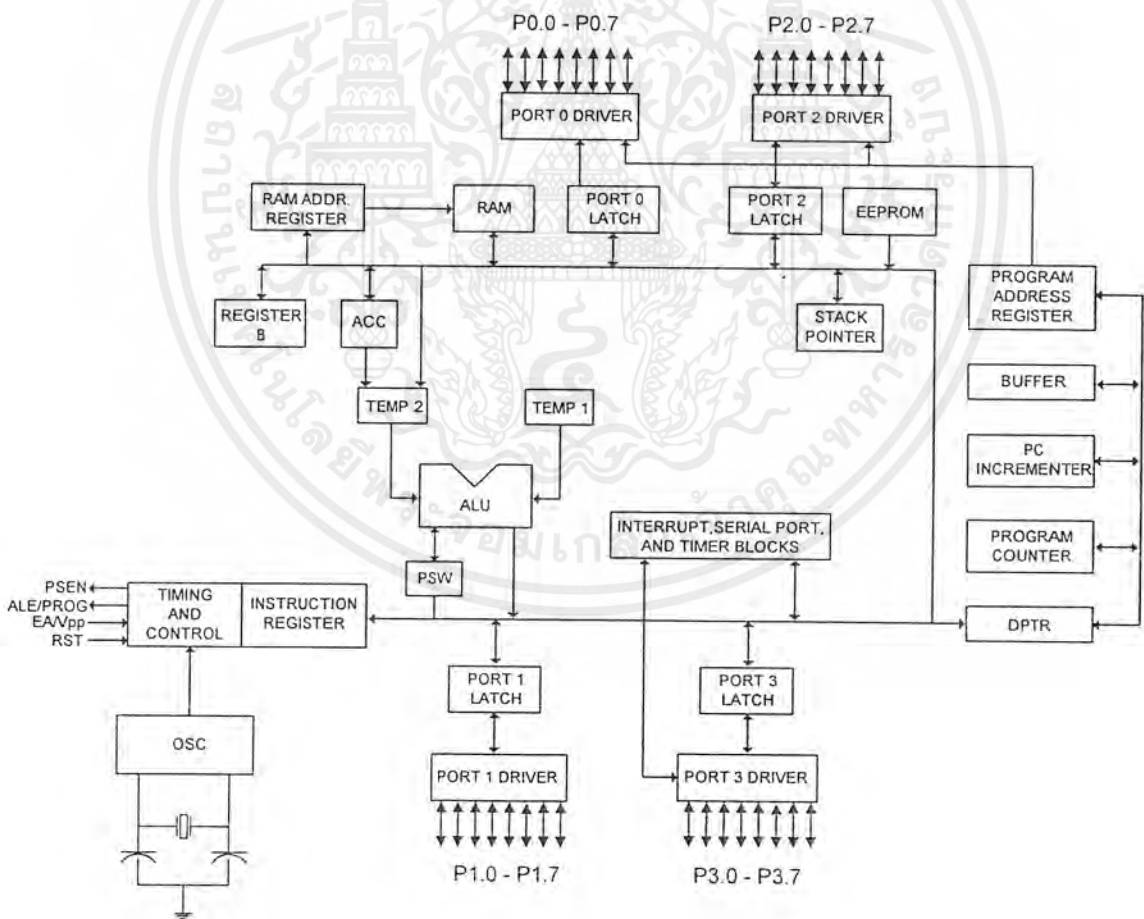 P0.0 - P0.7
P2.0 - P2.7
PORT 0 DRIVER
PORT 2 DRIVER
RAM ADDR.
REGISTER
RAM
PORT 0
LATCH
PORT 2
LATCH
EEPROM
REGISTER
B
ACC
STACK
POINTER
PROGRAM
ADDRESS
REGISTER
TEMP 2
TEMP 1
BUFFER
ALU
PC
INCREMENTER
INTERRUPT,SERIAL PORT,
AND TIMER BLOCKS
PROGRAM
COUNTER
PSW
PSEN
ALE/PROG
EA/Vpp
RST
TIMING
AND
CONTROL
INSTRUCTION
REGISTER
DPTR
PORT 1
LATCH
PORT 3
LATCH
OSC
PORT 1 DRIVER
PORT 3 DRIVER
P1.0 - P1.7
P3.0 - P3.7